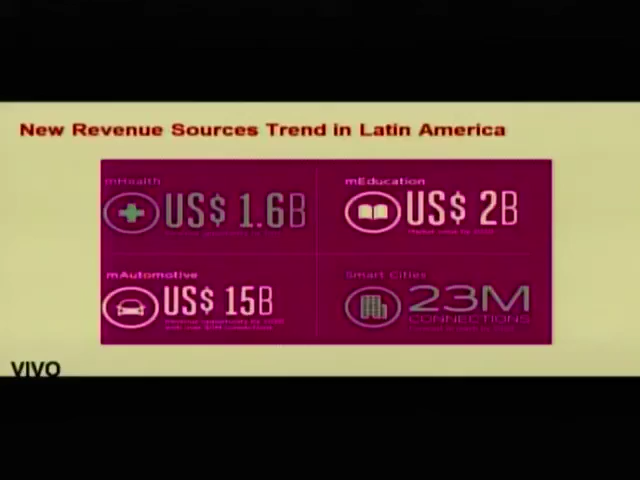 New Revenue Sources Trend in Latin America
mHealth
US$ 1.6B
mEducation
US$ 2B
mAutomotive
US$ 15B
Smart Cities
23M
CONNECTIONS
VIVO